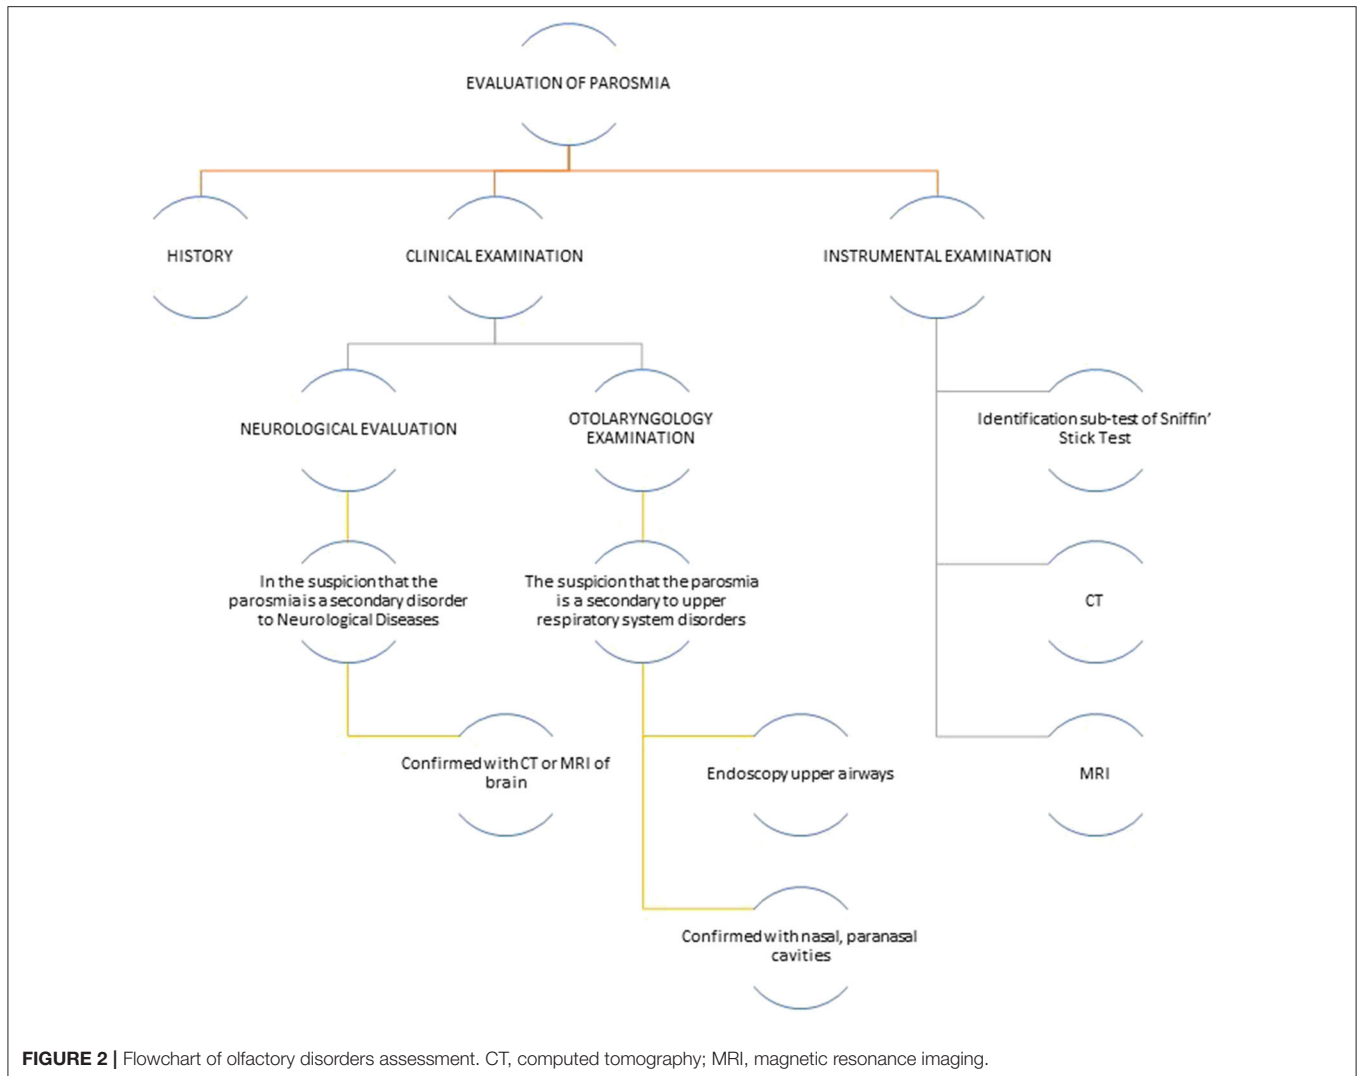 EVALUATION OF PAROSMIA
HISTORY
CLINICAL EXAMINATION
INSTRUMENTAL EXAMINATION
NEUROLOGICAL EVALUATION
OTOLARYNGOLOGY
EXAMINATION
Identification sub-test of Sniffin'
Stick Test
In the suspicion that the
parosmia is a secondary disorder
to Neurological Diseases
The suspicion that the parosmia
is a secondary to upper
respiratory system disorders
CT
Confirmed with CT or MRI of
brain
Endoscopy upper airways
MRI
Confirmed with nasal, paranasal
cavities
FIGURE 2 | Flowchart of olfactory disorders assessment. CT, computed tomography; MRI, magnetic resonance imaging.